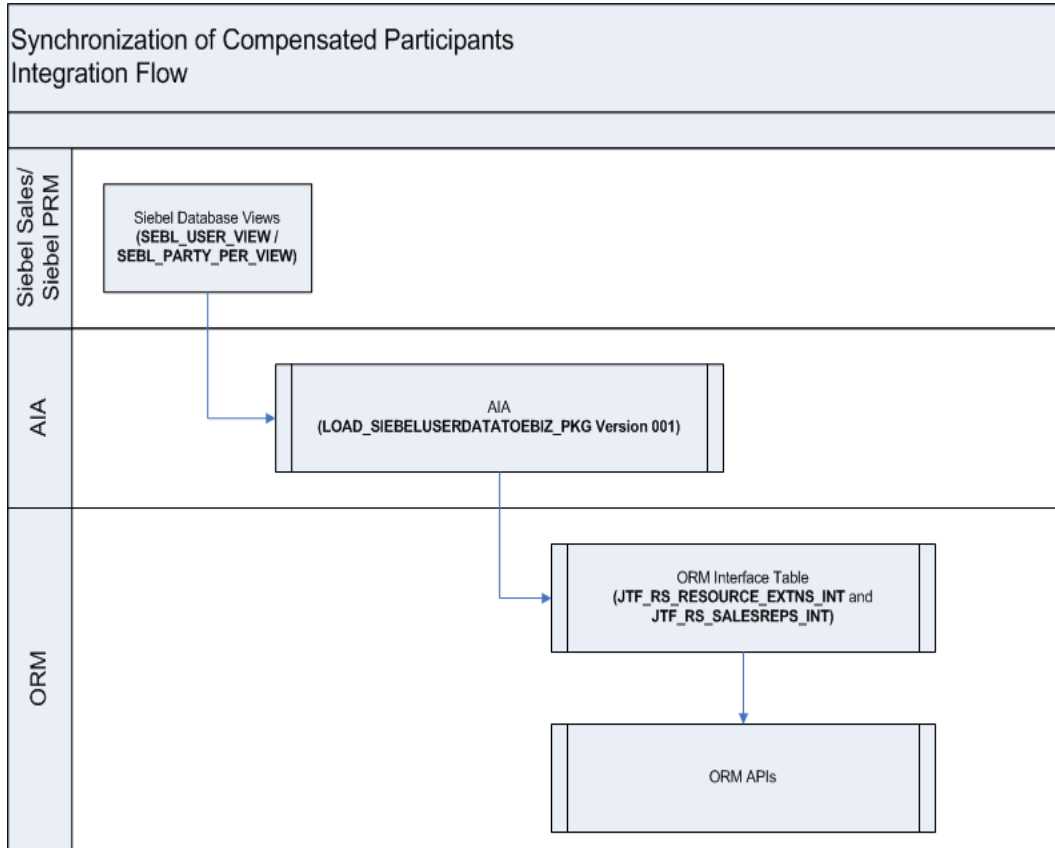 Synchronization of Compensated Participants
Integration Flow
Siebel Sales/
Siebel PRM
Siebel Database Views
(SEBL_USER_VIEW /
SEBL_PARTY_PER_VIEW)
AIA
AIA
(LOAD_SIEBELUSERDATATOEBIZ_PKG Version 001)
ORM
ORM Interface Table
(JTF_RS_RESOURCE_EXTNS_INT and
JTF_RS_SALESREPS_INT)
ORM APIs